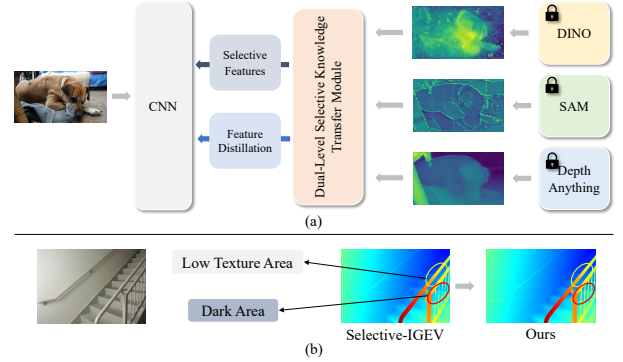 CNN
Selective
Features
Feature
Distillation
Dual-Level Selective Knowledge
Transfer Module
DINO
SAM
Depth
Anything
(a)
Low Texture Area
Dark Area
Selective-IGEV
Ours
(b)